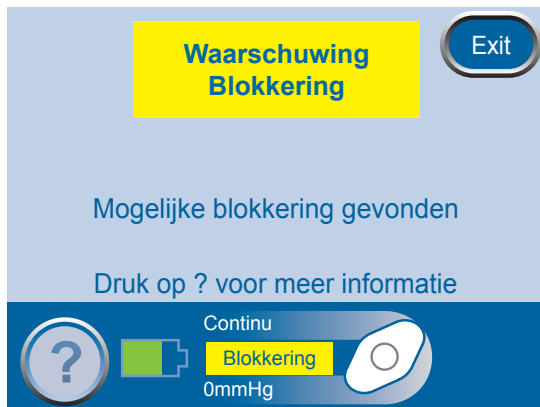 Waarschuwing
Blokkering
Exit
Mogelijke blokkering gevonden
Druk op ? voor meer informatie
?
Continu
Blokkering
0mmHg